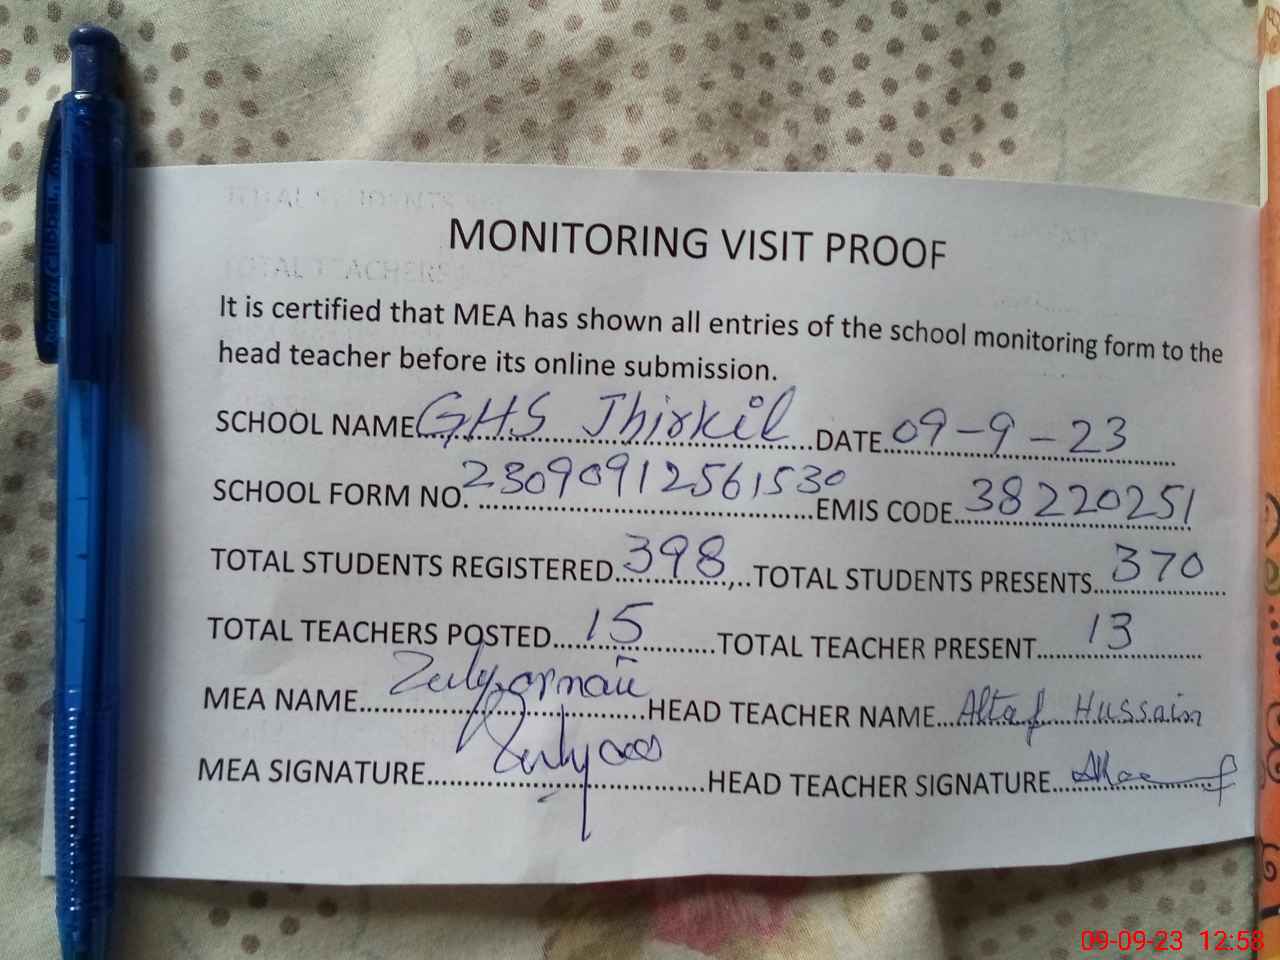 MONITORING VISIT PROOF
It is certified that MEA has shown all entries of the school monitoring form to the
head teacher before its online submission.
SCHOOL NAME GHS Jhirkil DATE 09-9-23
SCHOOL FORM NO. 23090912561530 EMIS CODE 38220251
TOTAL STUDENTS REGISTERED 398 TOTAL STUDENTS PRESENTS 370
TOTAL TEACHERS POSTED 15 TOTAL TEACHER PRESENT 13
MEA NAME HEAD TEACHER NAME Altaf Hussain
MEA SIGNATURE HEAD TEACHER SIGNATURE
09-09-23 12:58